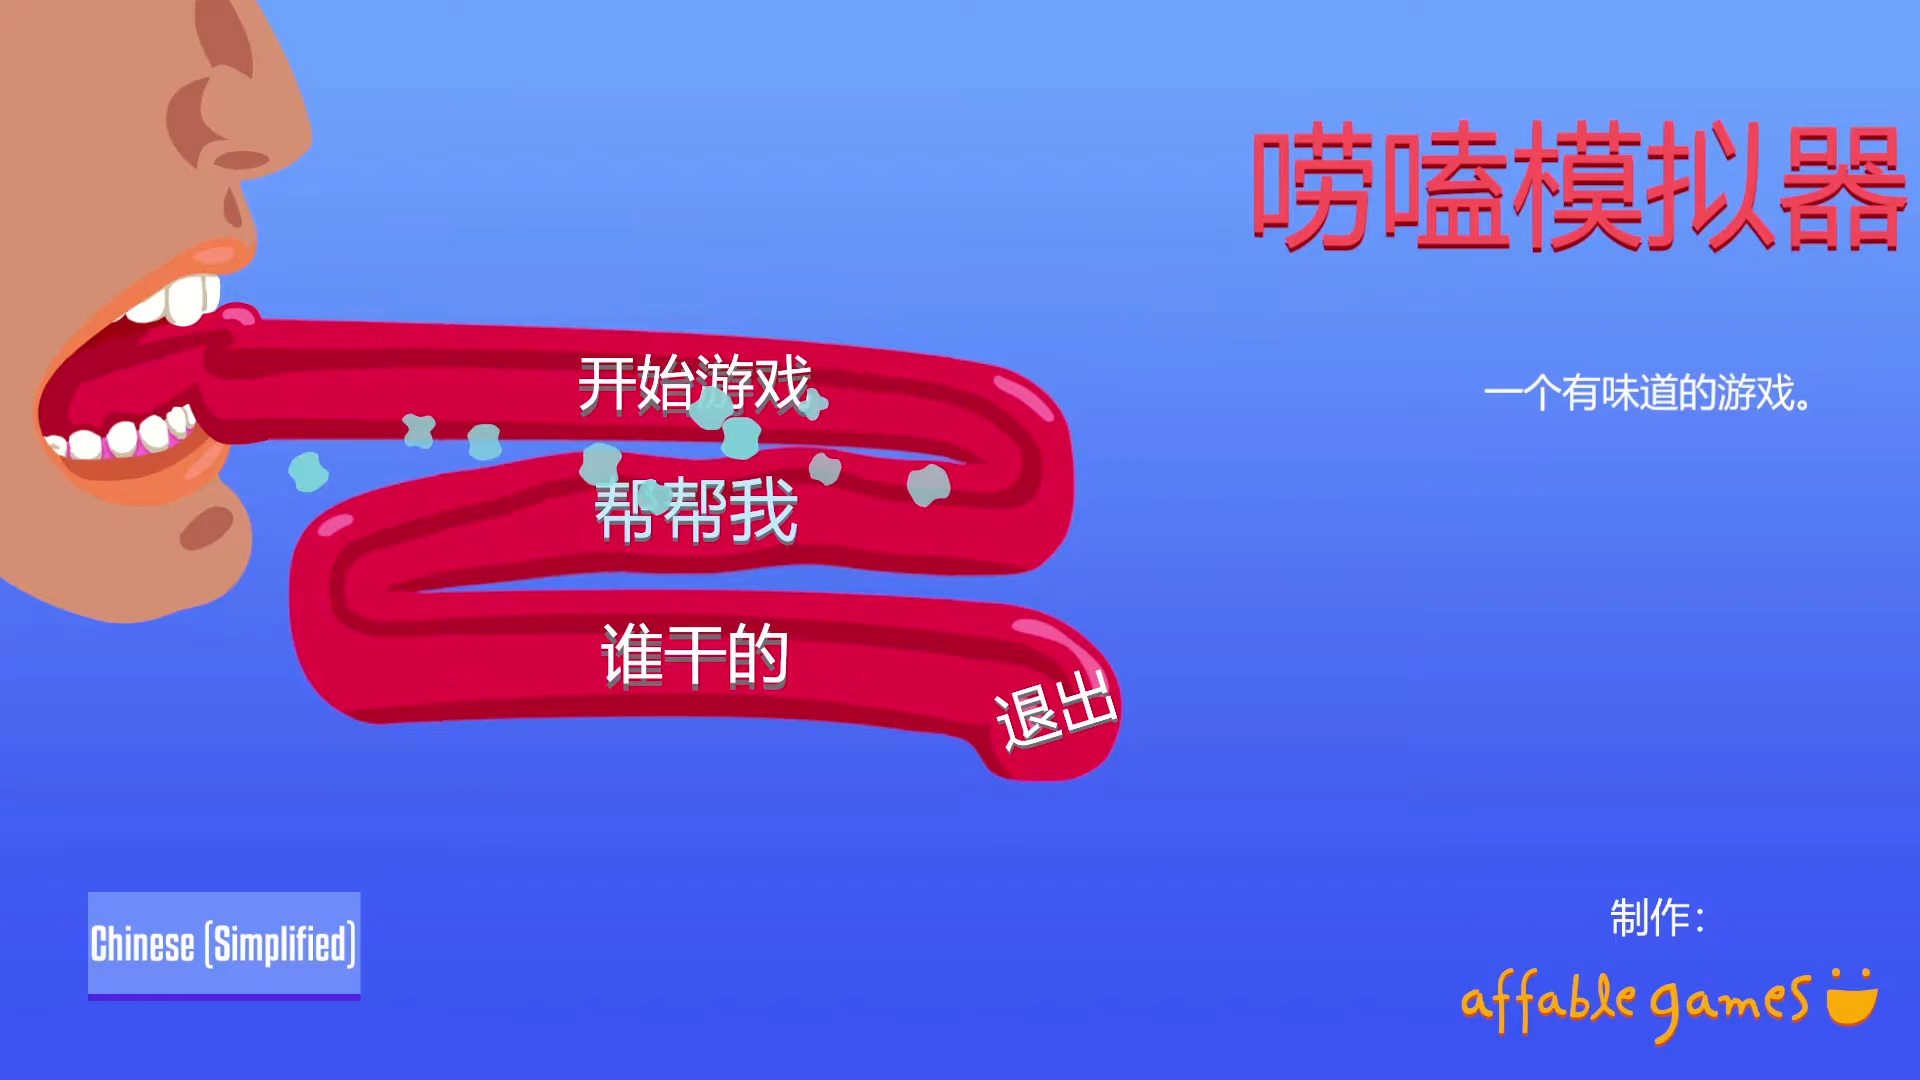 唠嗑模拟器
一个有味道的游戏。
开始游戏
帮帮我
谁干的
退出
Chinese (Simplified)
制作：
affable games